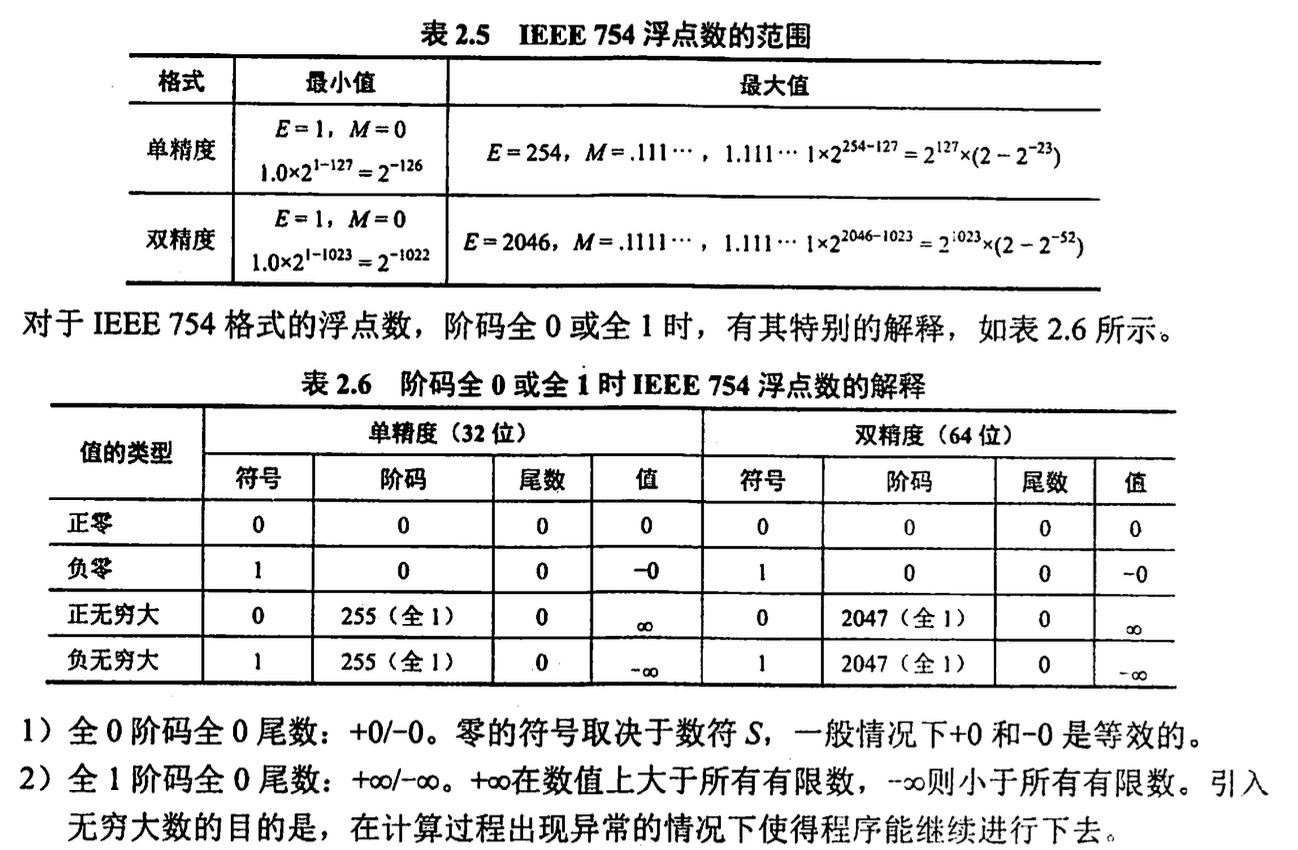 表 2.5 IEEE 754 浮点数的范围
格式 最小值 最大值
单精度 E=1，M=0 1.0×2^{1−127}=2^{−126} E=254，M=.111⋯，1.111⋯1×2^{254−127}=2^{127}×(2−2^{−23})
双精度 E=1，M=0 1.0×2^{1−1023}=2^{−1022} E=2046，M=.1111⋯，1.111⋯1×2^{2046−1023}=2^{1023}×(2−2^{−52})
对于 IEEE 754 格式的浮点数，阶码全 0 或全 1 时，有其特别的解释，如表 2.6 所示。
表 2.6 阶码全 0 或全 1 时 IEEE 754 浮点数的解释
值的类型 单精度（32 位） 双精度（64 位）
符号 阶码 尾数 值 符号 阶码 尾数 值
正零 0 0 0 0 0 0 0 0
负零 1 0 0 −0 1 0 0 −0
正无穷大 0 255（全 1） 0 ∞ 0 2047（全 1） 0 ∞
负无穷大 1 255（全 1） 0 −∞ 1 2047（全 1） 0 −∞
1）全 0 阶码全 0 尾数：+0/−0。零的符号取决于数符 S，一般情况下+0 和−0 是等效的。
2）全 1 阶码全 0 尾数：+∞/−∞。+∞在数值上大于所有有限数，−∞则小于所有有限数。引入
无穷大数的目的是，在计算过程出现异常的情况下使得程序能继续进行下去。